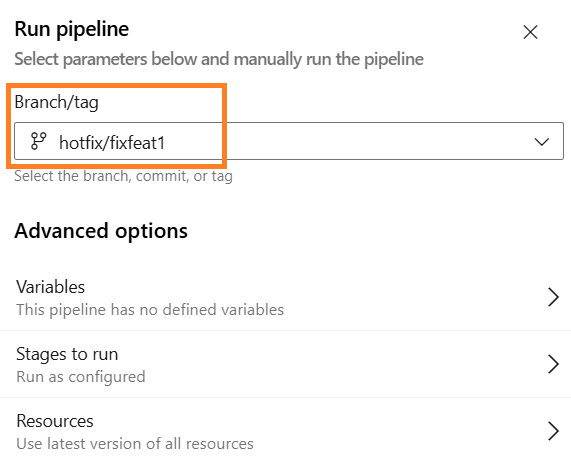 Run pipeline
Select parameters below and manually run the pipeline
Branch/tag
hotfix/fixfeat1
Select the branch, commit, or tag
Advanced options
Variables
This pipeline has no defined variables
Stages to run
Run as configured
Resources
Use latest version of all resources